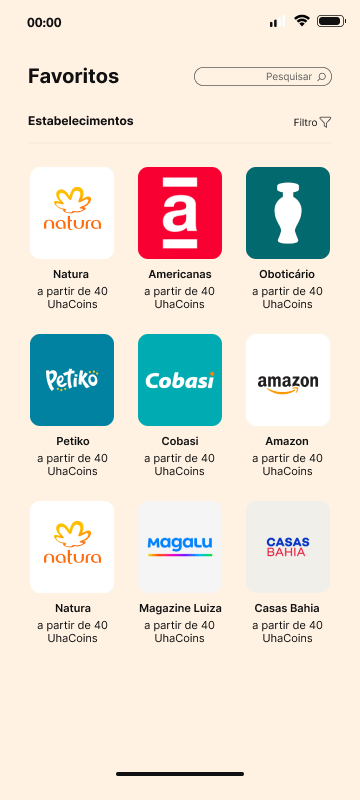 00:00
Favoritos
Pesquisar
Estabelecimentos
Filtro
natura
a
Natura
a partir de 40
UhaCoins
Americanas
a partir de 40
UhaCoins
Oboticário
a partir de 40
UhaCoins
Petiko
Cobasi
amazon
Petiko
a partir de 40
UhaCoins
Cobasi
a partir de 40
UhaCoins
Amazon
a partir de 40
UhaCoins
natura
Magalu
CASAS
BAHIA
Natura
a partir de 40
UhaCoins
Magazine Luiza
a partir de 40
UhaCoins
Casas Bahia
a partir de 40
UhaCoins